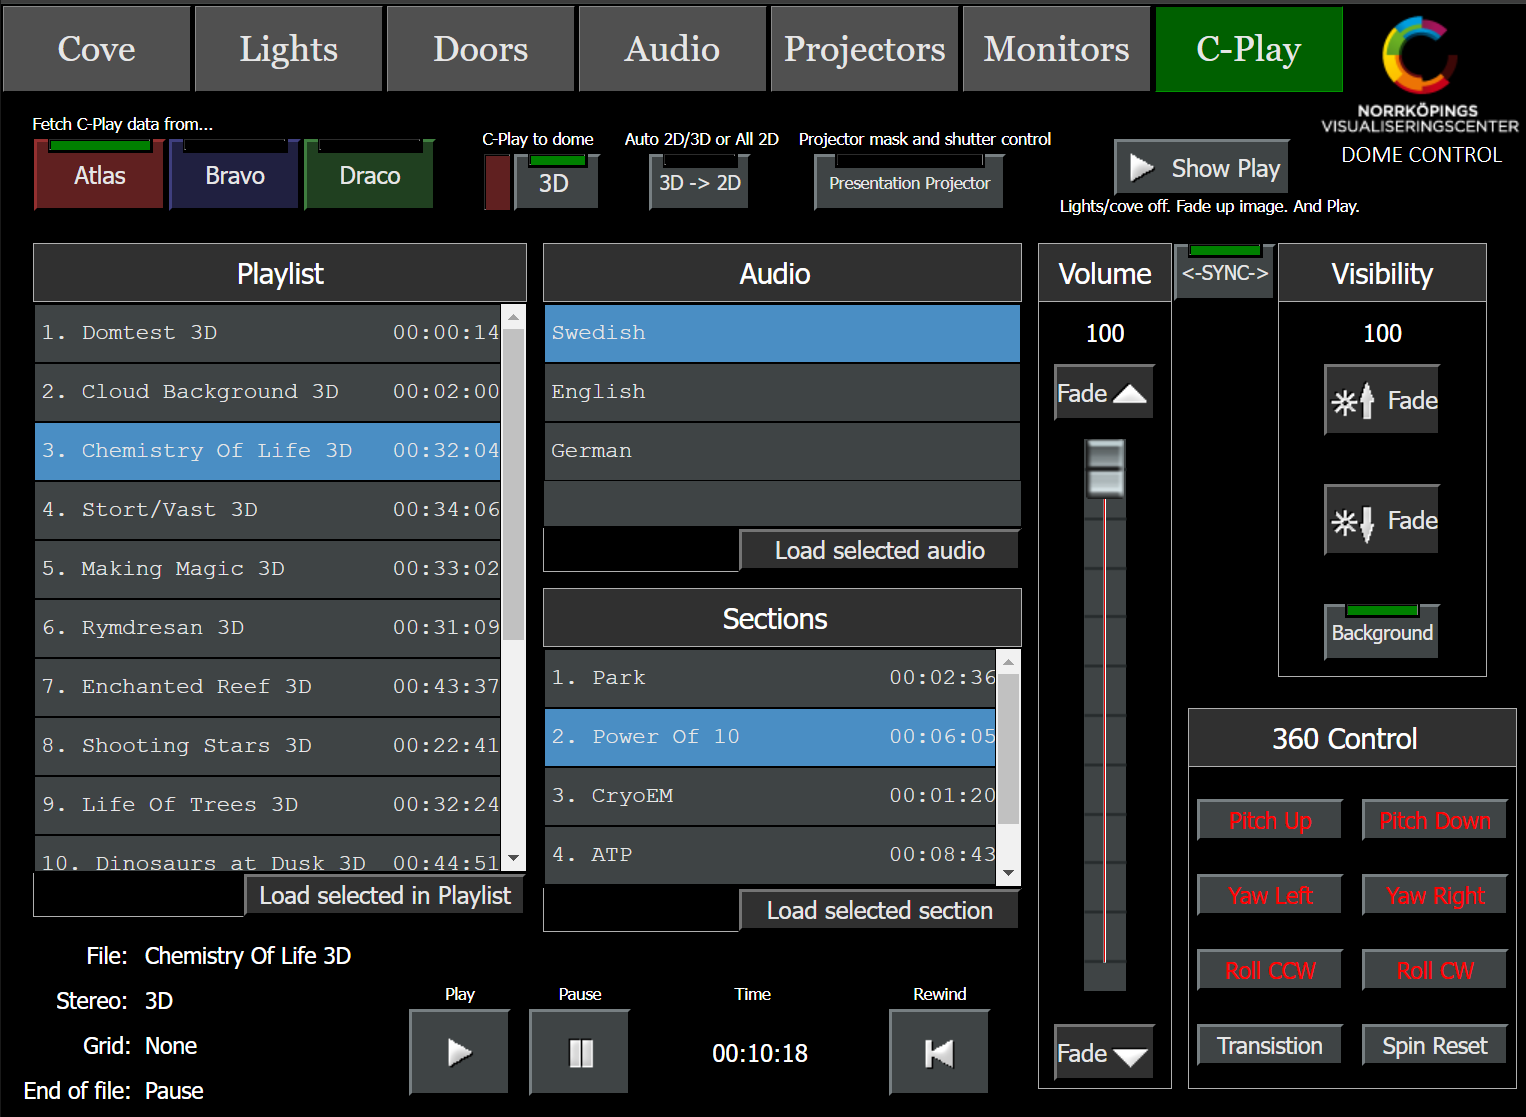 Cove Lights Doors Audio Projectors Monitors C-Play
NORRKÖPINGS
VISUALISERINGSCENTER
DOME CONTROL
Fetch C-Play data from...
Atlas Bravo Draco
C-Play to dome
3D
Auto 2D/3D or All 2D
3D -> 2D
Projector mask and shutter control
Presentation Projector
Show Play
Lights/cove off. Fade up image. And Play.
Playlist
1. Domtest 3D 00:00:14
2. Cloud Background 3D 00:02:00
3. Chemistry Of Life 3D 00:32:04
4. Stort/Vast 3D 00:34:06
5. Making Magic 3D 00:33:02
6. Rymdresan 3D 00:31:09
7. Enchanted Reef 3D 00:43:37
8. Shooting Stars 3D 00:22:41
9. Life Of Trees 3D 00:32:24
10. Dinosaurs at Dusk 3D 00:44:51
Load selected in Playlist
Audio
Swedish
English
German
Load selected audio
Sections
1. Park 00:02:36
2. Power Of 10 00:06:05
3. CryoEM 00:01:20
4. ATP 00:08:43
Load selected section
Volume
100
Fade
Fade
<-SYNC->
Visibility
100
Fade
Fade
Background
360 Control
Pitch Up Pitch Down
Yaw Left Yaw Right
Roll CCW Roll CW
Transistion Spin Reset
File: Chemistry Of Life 3D
Stereo: 3D
Grid: None
End of file: Pause
Play
Pause
Time
00:10:18
Rewind